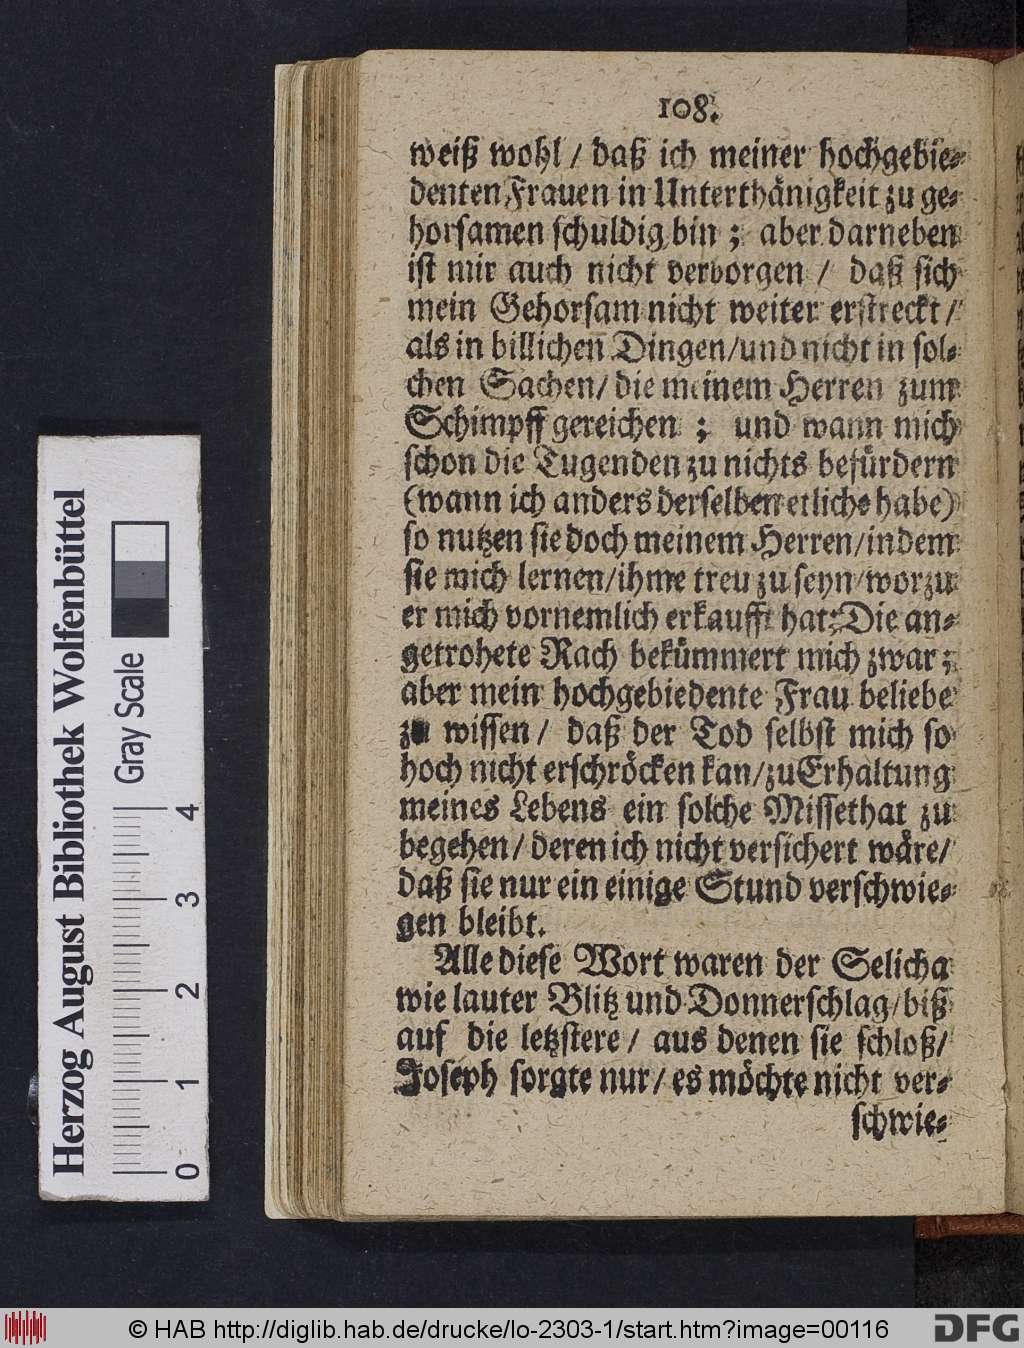 108.
weiß wohl / daß ich meiner hochgebie-
denten Frauen in Unterthänigkeit zu ge-
horsamen schuldig bin ; aber darneben
ist mir auch nicht verborgen / daß sich
mein Gehorsam nicht weiter erstreckt /
als in billichen Dingen / und nicht in sol-
chen Sachen / die meinem Herren zum
Schimpff gereichen ; und wann mich
schon die Tugenden zu nichts befürdern
(wann ich anders derselben etliche habe)
so nutzen sie doch meinem Herren / indem
sie mich lernen / ihme treu zu seyn / worzu
er mich vornemlich erkaufft hat: Die an-
getrohete Rach bekümmert mich zwar ;
aber mein hochgebiedente Frau beliebe
zu wissen / daß der Tod selbst mich so
hoch nicht erschröcken kan / zu Erhaltung
meines Lebens ein solche Missethat zu
begehen / deren ich nicht versichert wäre /
daß sie nur ein einige Stund verschwie-
gen bleibt.
Alle diese Wort waren der Selicha
wie lauter Blitz und Donnerschlag / biß
auf die letzstere / aus denen sie schloß /
Joseph sorgte nur / es möchte nicht ver-
schwie-
Herzog August Bibliothek Wolfenbüttel
Gray Scale
0 1 2 3 4
© HAB http://diglib.hab.de/drucke/lo-2303-1/start.htm?image=00116
DFG